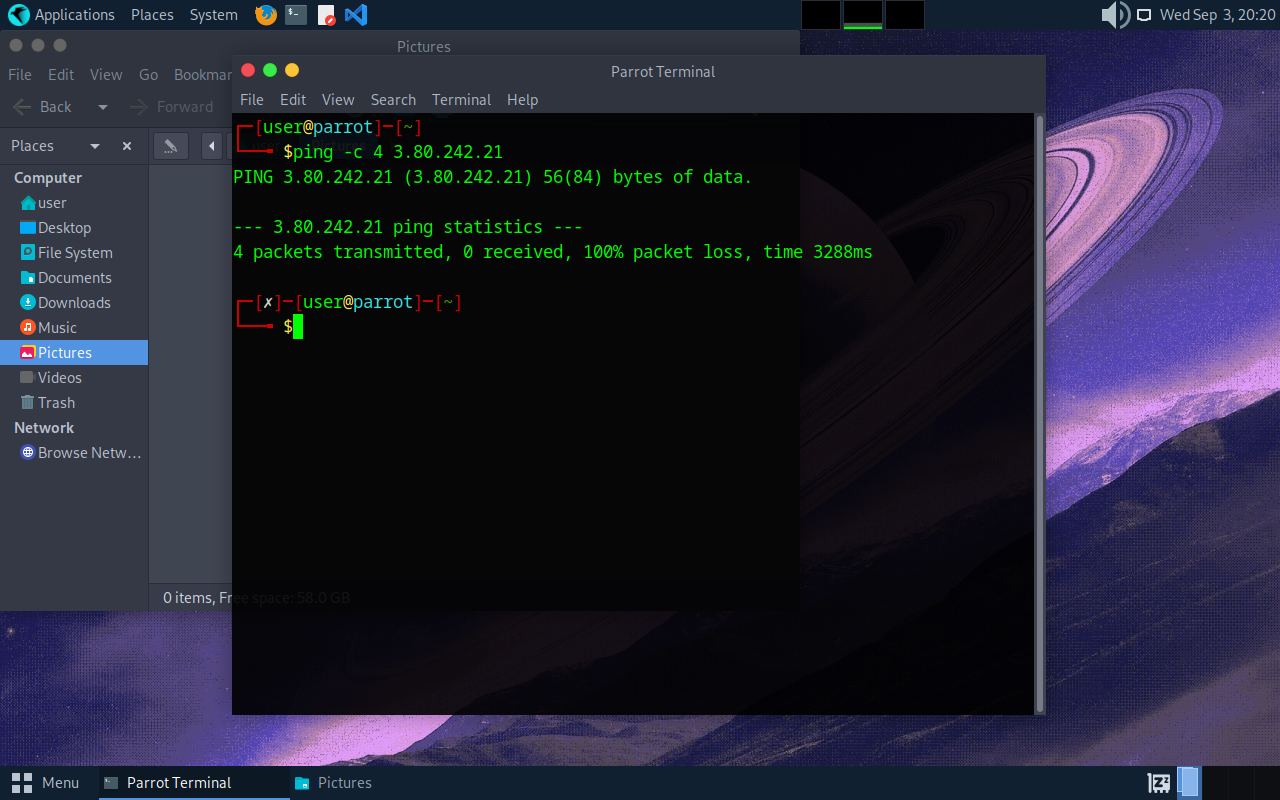 Applications Places System
Wed Sep 3, 20:20
Pictures
File Edit View Go Bookmar
Back Forward
Places
Computer
user
Desktop
File System
Documents
Downloads
Music
Pictures
Videos
Trash
Network
Browse Netw…
0 items, Free space: 58.0 GB
Parrot Terminal
File Edit View Search Terminal Help
┌─[user@parrot]─[~]
└──╼ $ping -c 4 3.80.242.21
PING 3.80.242.21 (3.80.242.21) 56(84) bytes of data.
--- 3.80.242.21 ping statistics ---
4 packets transmitted, 0 received, 100% packet loss, time 3288ms
┌─[✗]─[user@parrot]─[~]
└──╼ $
Menu Parrot Terminal Pictures